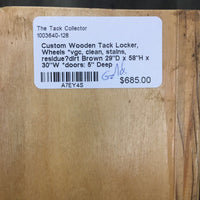 The Tack Collector
1003640-128
Custom Wooden Tack Locker,
Wheels *vgc, clean, stains,
residue?dirt Brown 29"D x 58"H x
30"W *doors: 5" Deep
$685.00
A7EY4S